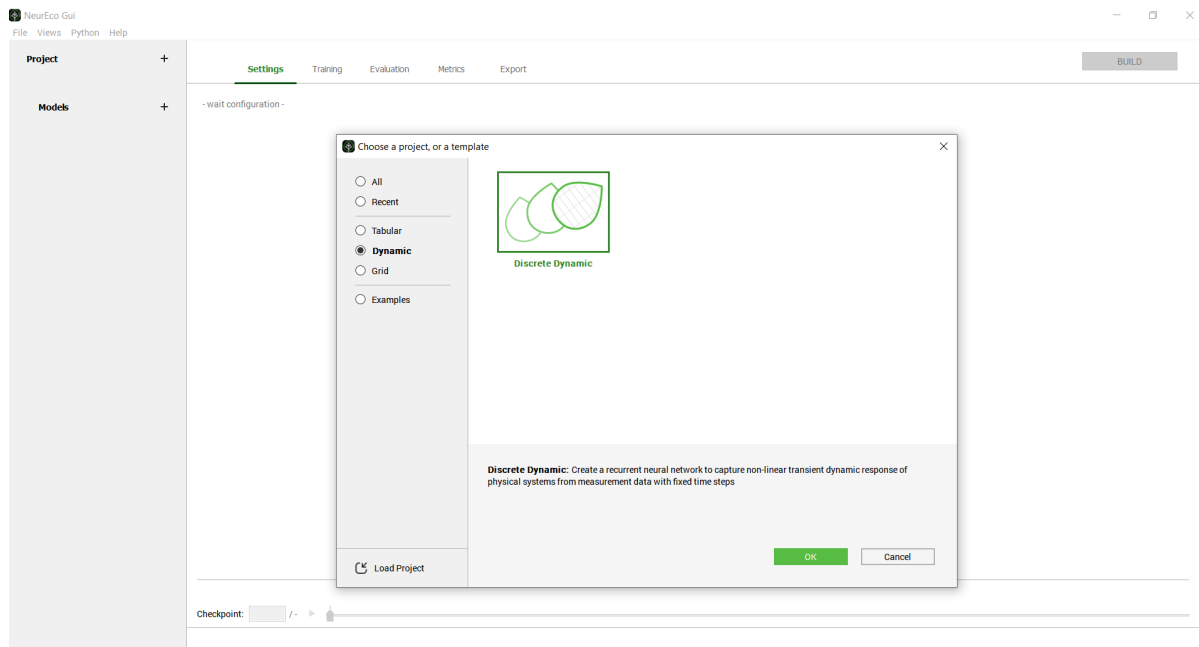 NeurEco Gui
File Views Python Help
Project +
Models +
Settings Training Evaluation Metrics Export
BUILD
- wait configuration -
Choose a project, or a template
All
Recent
Tabular
Dynamic
Grid
Examples
Load Project
Discrete Dynamic
Discrete Dynamic: Create a recurrent neural network to capture non-linear transient dynamic response of
physical systems from measurement data with fixed time steps
OK Cancel
Checkpoint: / -